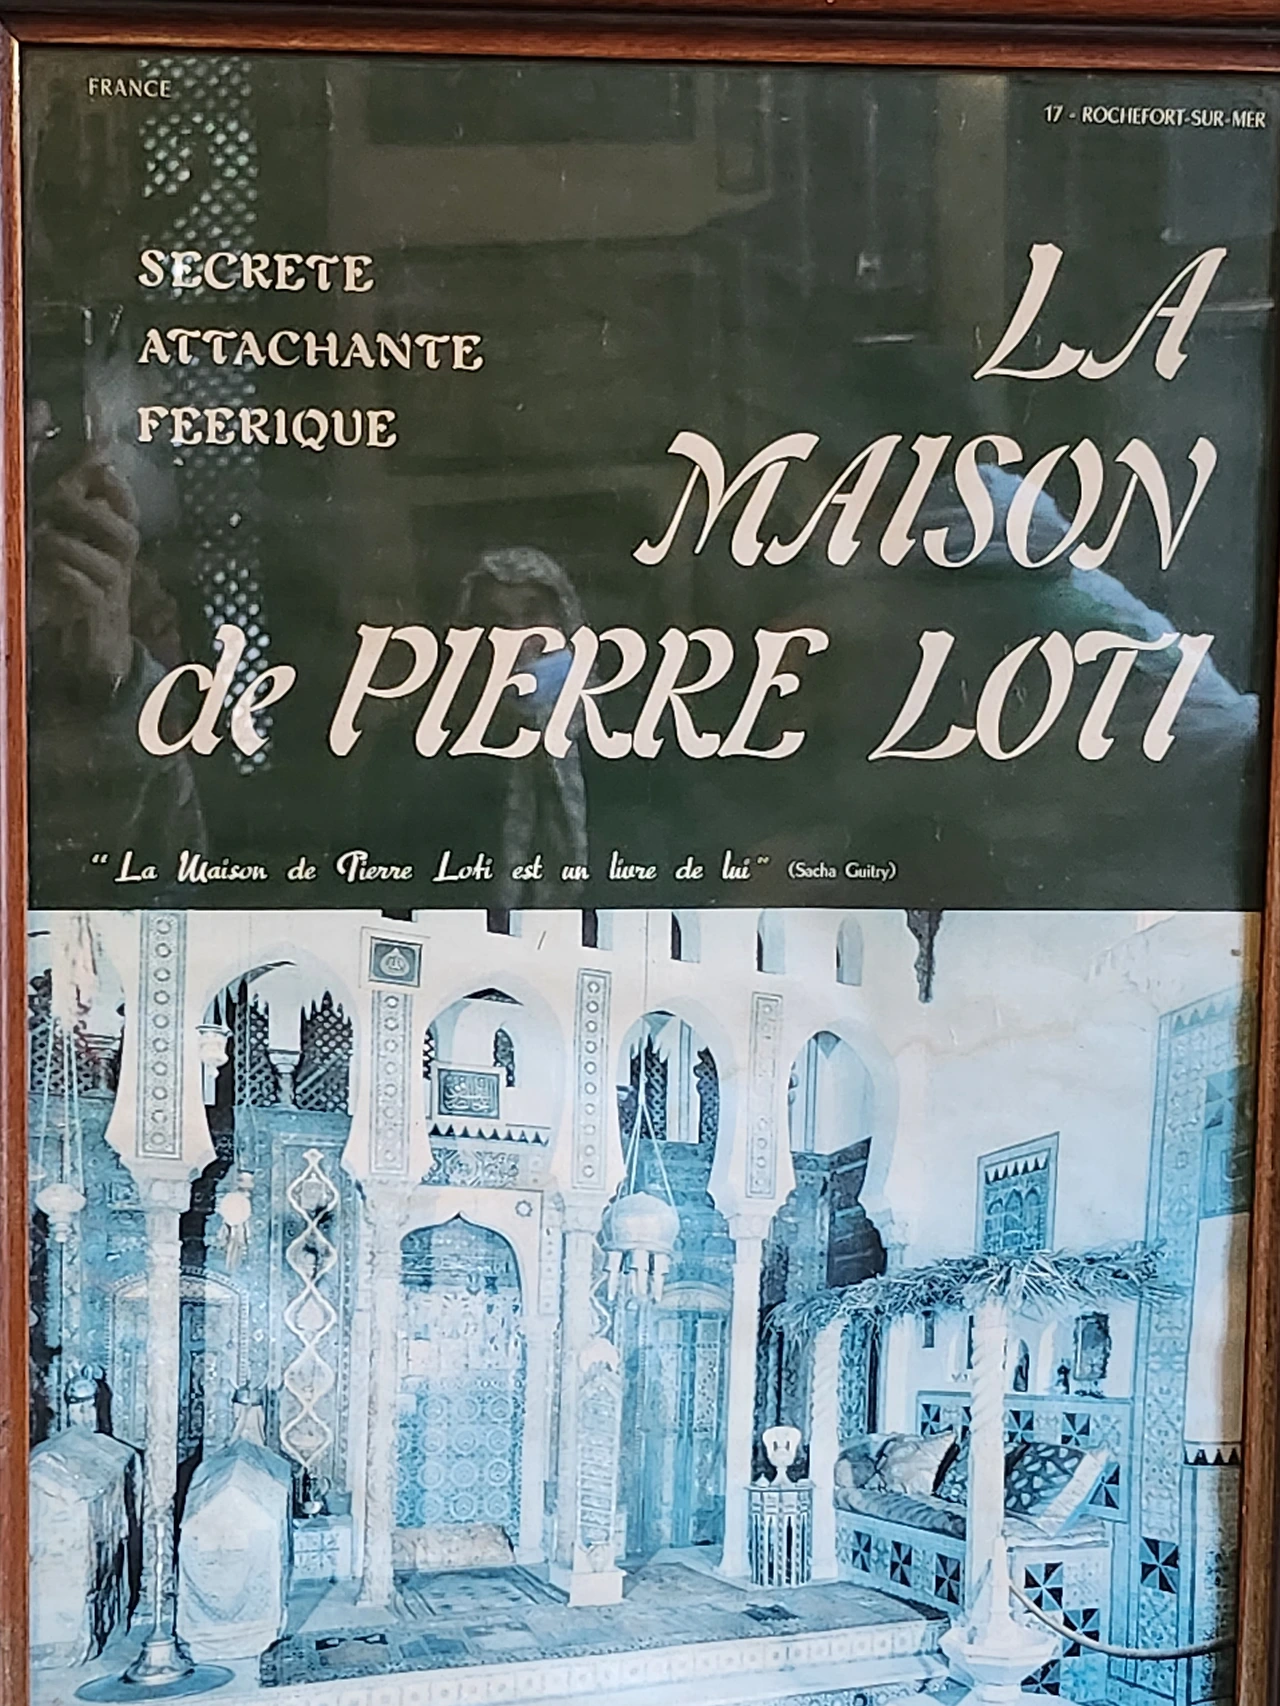 FRANCE
17 - ROCHEFORT-SUR-MER
SECRETE
ATTACHANTE
FEERIQUE
LA
MAISON
de PIERRE LOTI
“La Maison de Pierre Loti est un livre de lui” (Sacha Guitry)